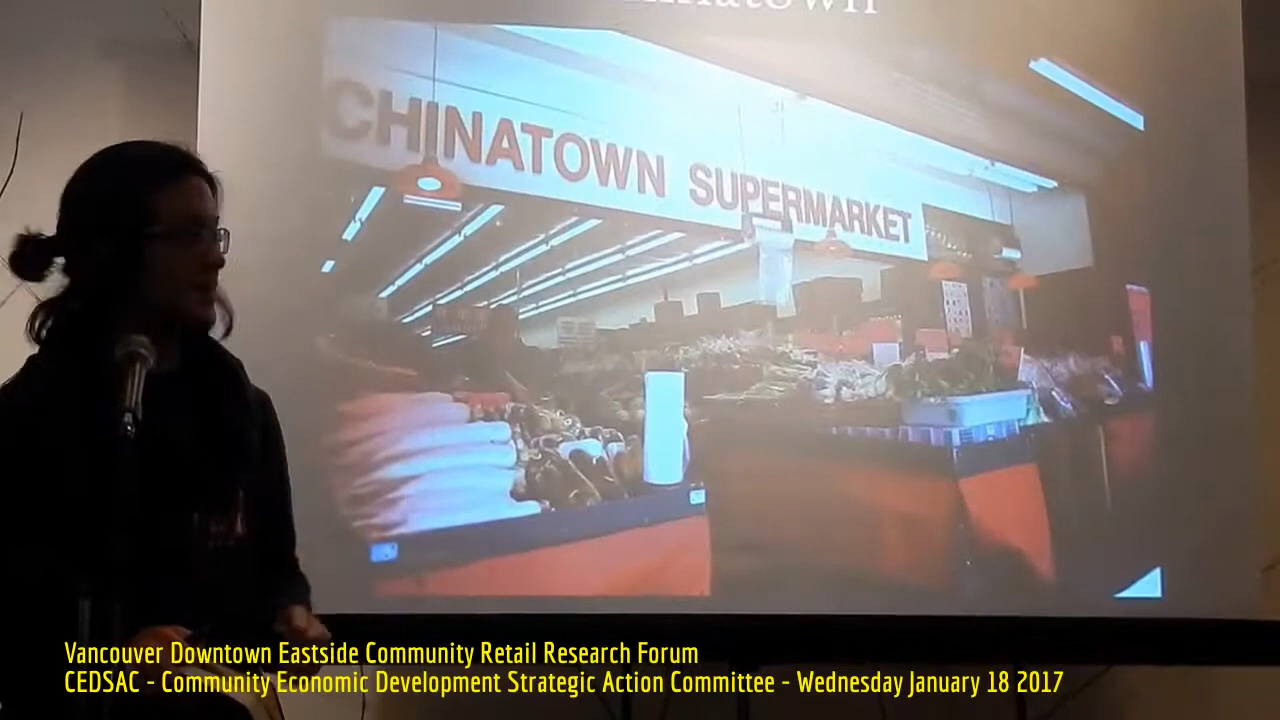 CHINATOWN SUPERMARKET
Vancouver Downtown Eastside Community Retail Research Forum
CEDSAC - Community Economic Development Strategic Action Committee - Wednesday January 18 2017